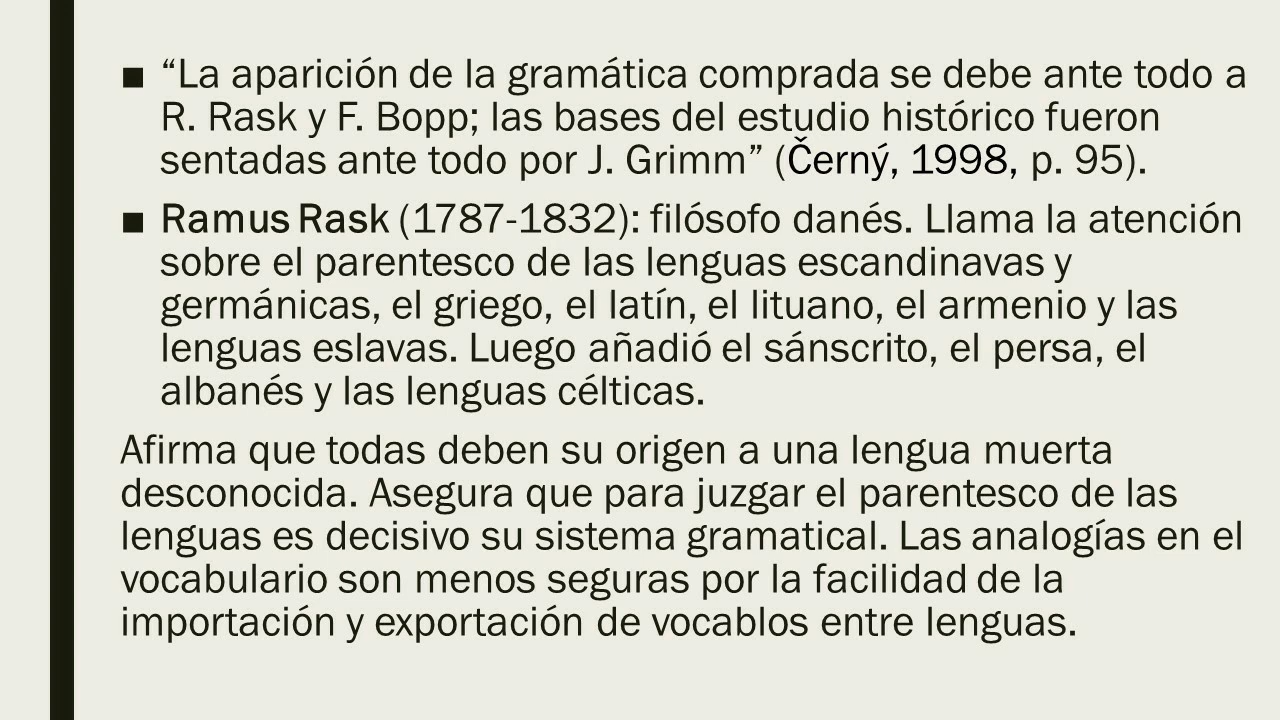 ■ “La aparición de la gramática comprada se debe ante todo a
R. Rask y F. Bopp; las bases del estudio histórico fueron
sentadas ante todo por J. Grimm” (Černý, 1998, p. 95).
■ Ramus Rask (1787-1832): filósofo danés. Llama la atención
sobre el parentesco de las lenguas escandinavas y
germánicas, el griego, el latín, el lituano, el armenio y las
lenguas eslavas. Luego añadió el sánscrito, el persa, el
albanés y las lenguas célticas.
Afirma que todas deben su origen a una lengua muerta
desconocida. Asegura que para juzgar el parentesco de las
lenguas es decisivo su sistema gramatical. Las analogías en el
vocabulario son menos seguras por la facilidad de la
importación y exportación de vocablos entre lenguas.